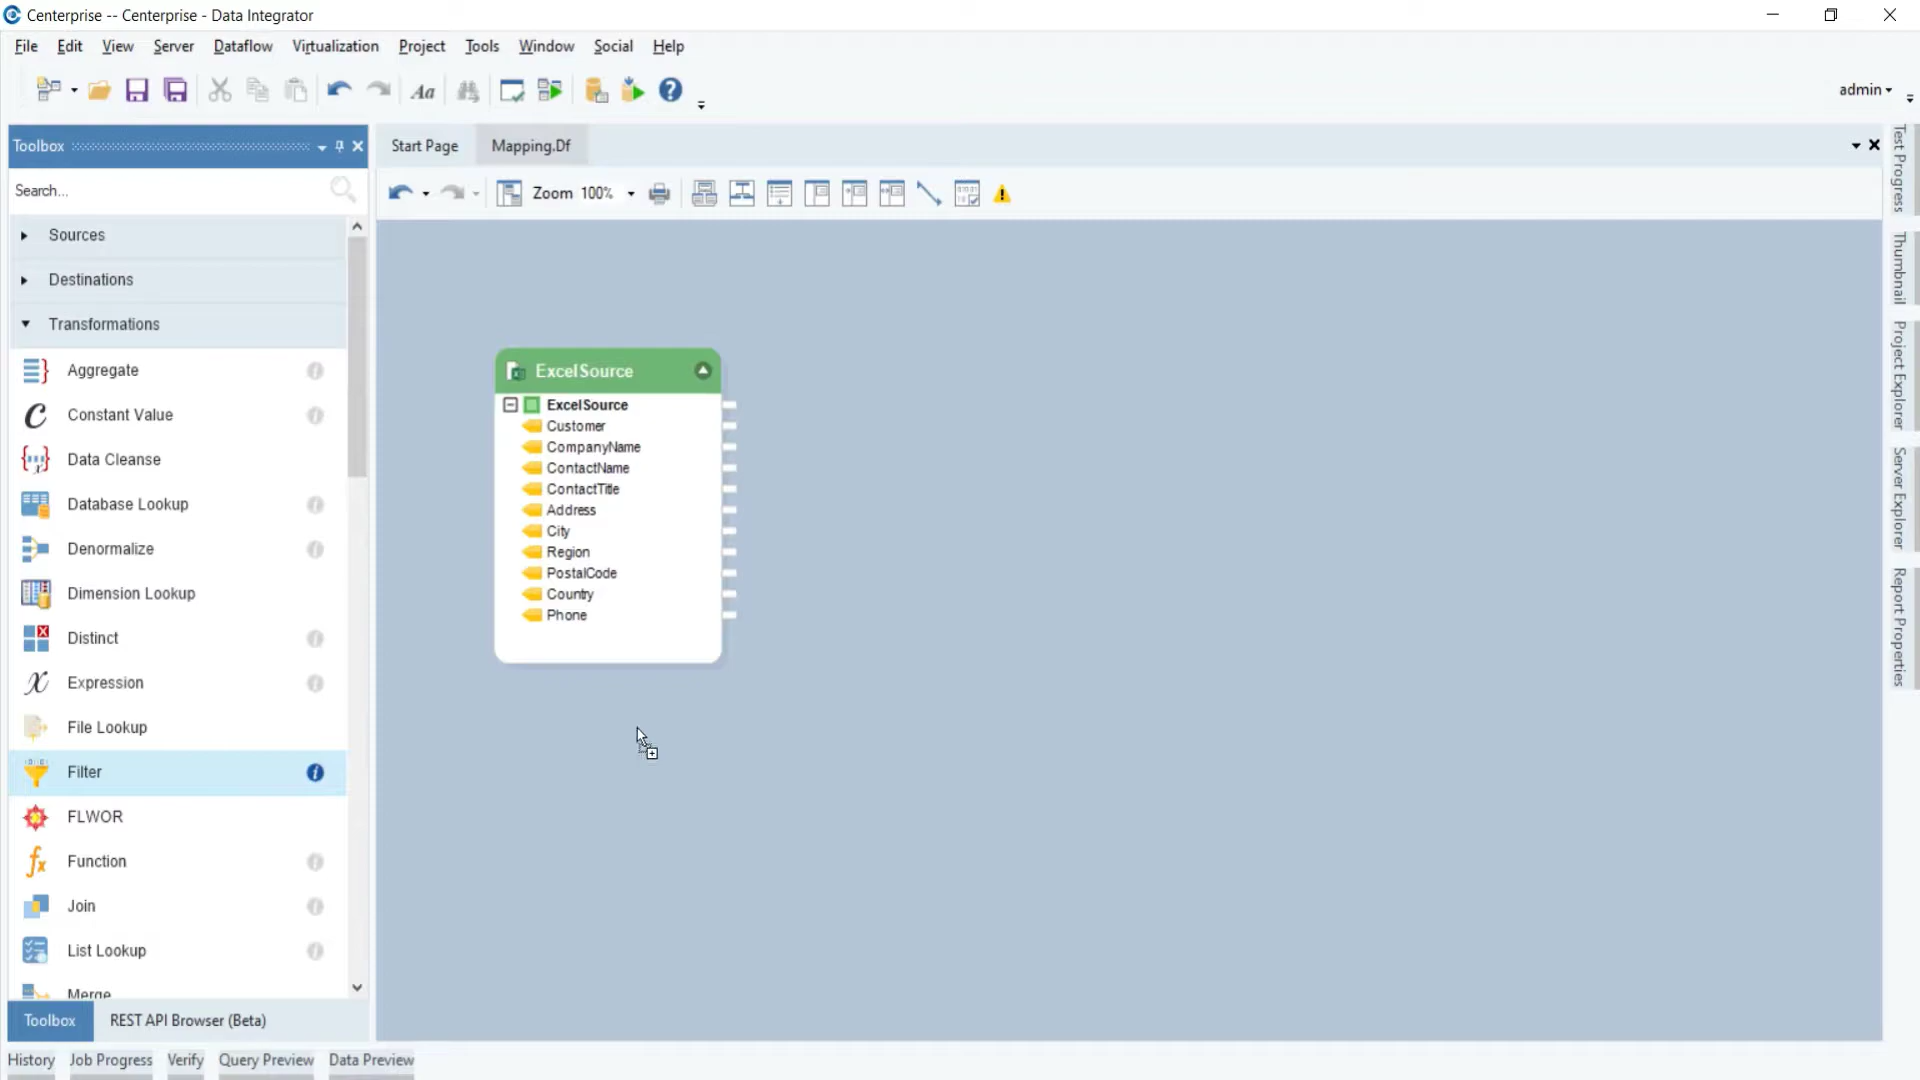 Centerprise -- Centerprise - Data Integrator
File Edit View Server Dataflow Virtualization Project Tools Window Social Help
Aa
admin
Toolbox
Start Page
Mapping.Df
Search...
Zoom 100%
Sources
Destinations
Transformations
Aggregate
Constant Value
Data Cleanse
Database Lookup
Denormalize
Dimension Lookup
Distinct
Expression
File Lookup
Filter
FLWOR
Function
Join
List Lookup
Merge
ExcelSource
ExcelSource
Customer
CompanyName
ContactName
ContactTitle
Address
City
Region
PostalCode
Country
Phone
Test Progress
Thumbnail
Project Explorer
Server Explorer
Report Properties
Toolbox
REST API Browser (Beta)
History Job Progress Verify Query Preview Data Preview